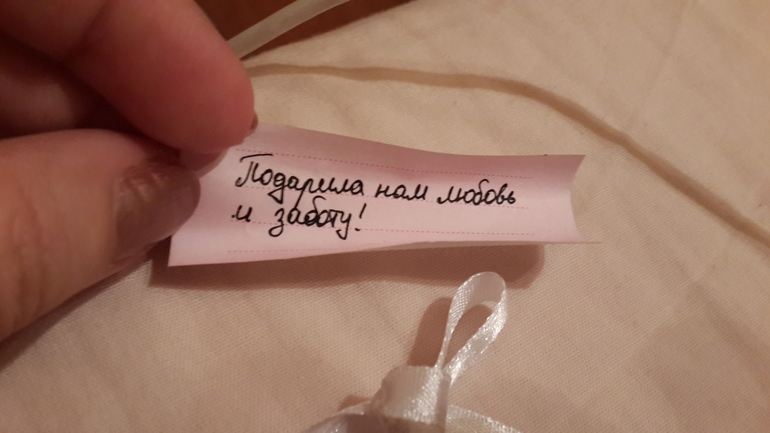 Подарила нам любовь
и заботу!